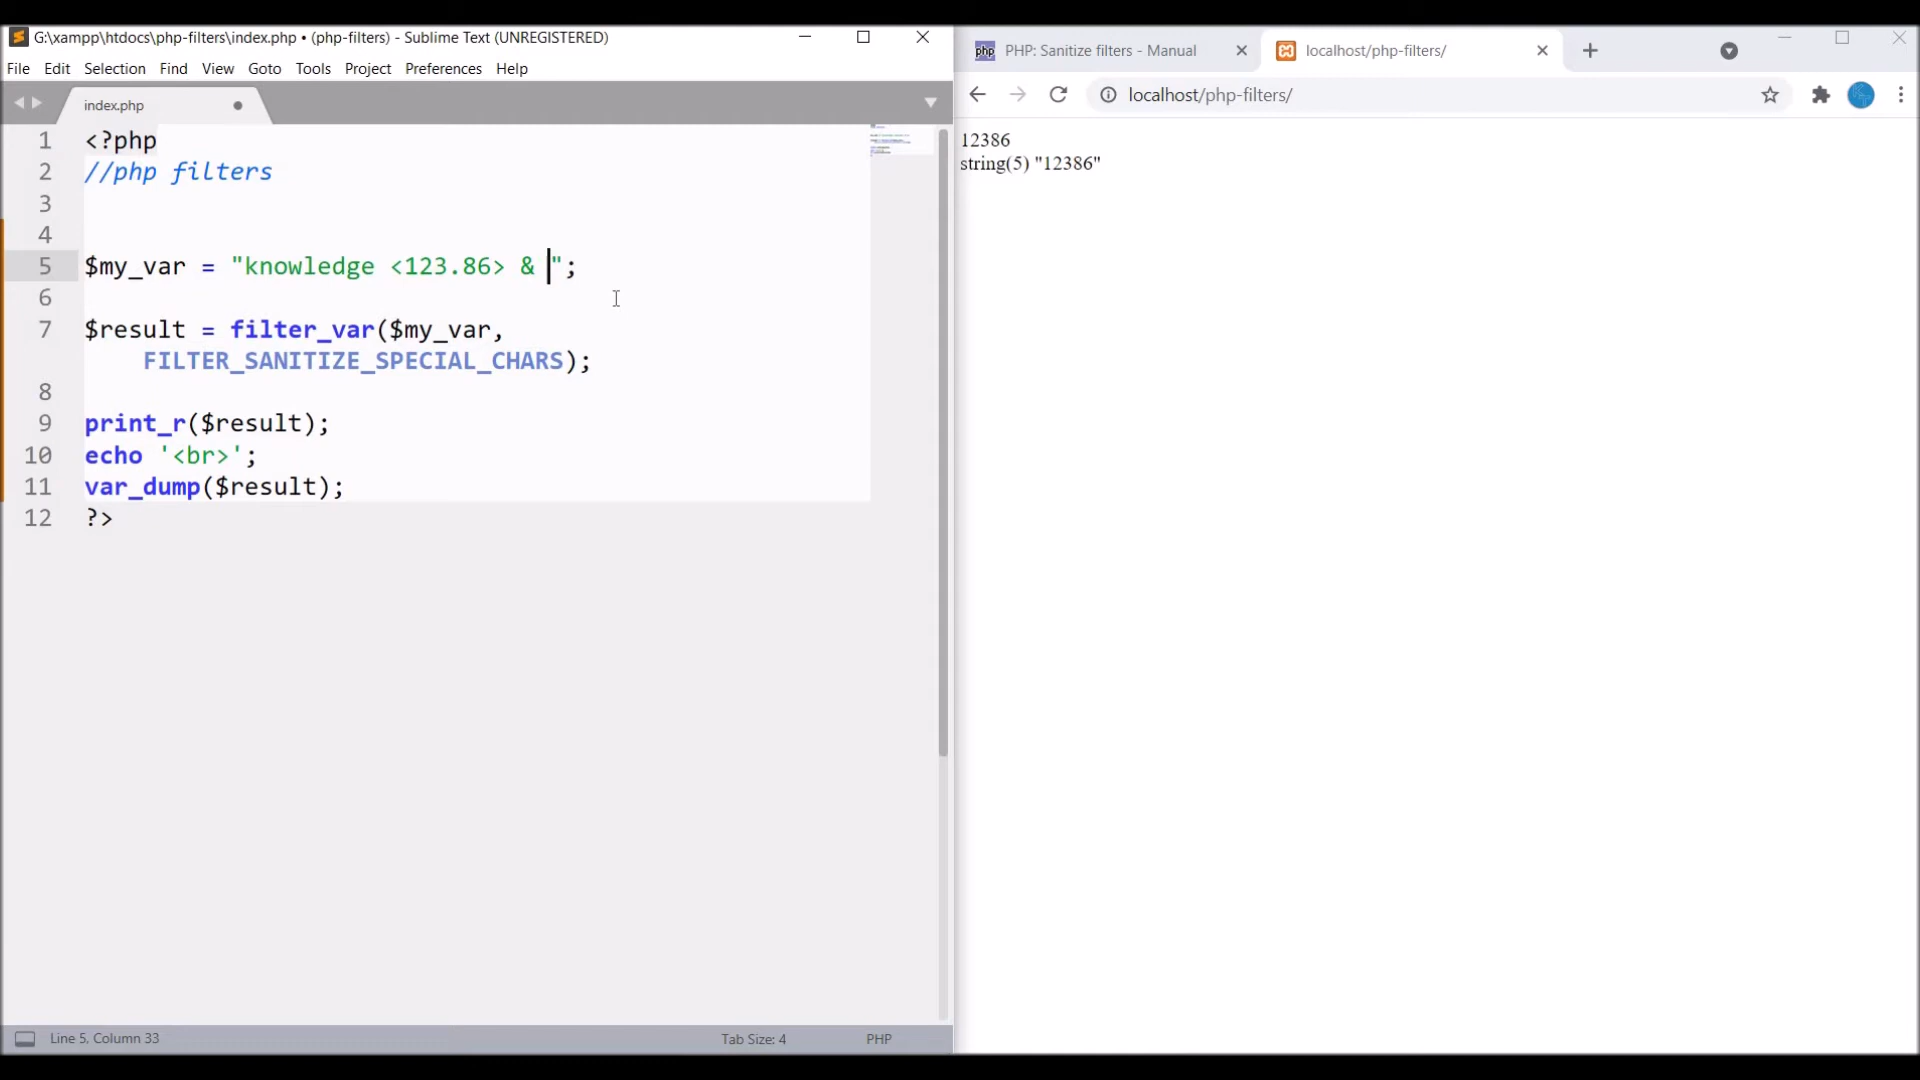 G:\xampp\htdocs\php-filters\index.php • (php-filters) - Sublime Text (UNREGISTERED)
File Edit Selection Find View Goto Tools Project Preferences Help
index.php
1 <?php
2 //php filters
3
4
5 $my_var = "knowledge <123.86> & ";
6
7 $result = filter_var($my_var,
FILTER_SANITIZE_SPECIAL_CHARS);
8
9 print_r($result);
10 echo '<br>';
11 var_dump($result);
12 ?>
Line 5, Column 33
Tab Size: 4
PHP
php PHP: Sanitize filters - Manual
localhost/php-filters/
localhost/php-filters/
12386
string(5) "12386"